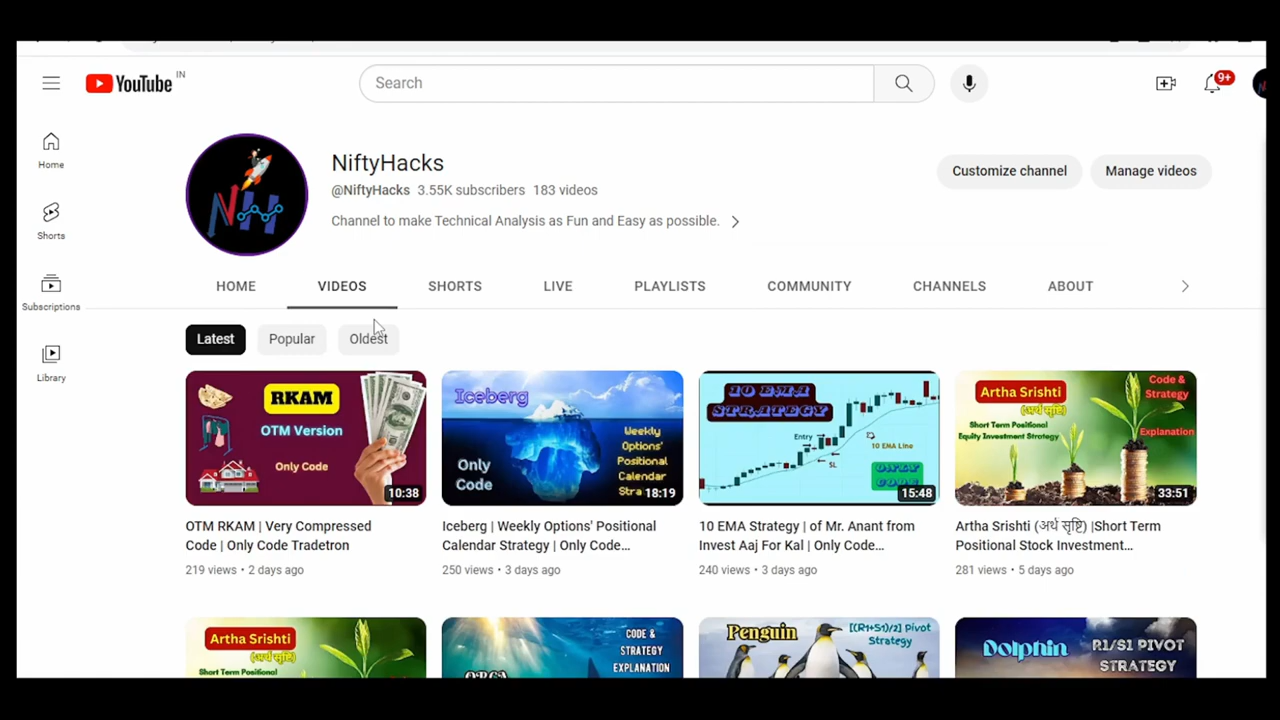 YouTube IN
Search
9+
Home
Shorts
Subscriptions
Library
NH
NiftyHacks
@NiftyHacks 3.55K subscribers 183 videos
Channel to make Technical Analysis as Fun and Easy as possible.
Customize channel
Manage videos
HOME
VIDEOS
SHORTS
LIVE
PLAYLISTS
COMMUNITY
CHANNELS
ABOUT
Latest
Popular
Oldest
RKAM
OTM Version
Only Code
10:38
OTM RKAM | Very Compressed
Code | Only Code Tradetron
219 views • 2 days ago
Iceberg
Weekly
Options'
Positional
Calendar
Stra
Only
Code
18:19
Iceberg | Weekly Options' Positional
Calendar Strategy | Only Code...
250 views • 3 days ago
10 EMA
STRATEGY
Entry
10 EMA Line
SL
ONLY
CODE
15:48
10 EMA Strategy | of Mr. Anant from
Invest Aaj For Kal | Only Code...
240 views • 3 days ago
Artha Srishti
(अर्थ सृष्टि)
Short Term Positional
Equity Investment Strategy
Code &
Strategy
Explanation
33:51
Artha Srishti (अर्थ सृष्टि) |Short Term
Positional Stock Investment...
281 views • 5 days ago
Artha Srishti
(अर्थ सृष्टि)
Short Term Positional
CODE &
STRATEGY
EXPLANATION
ORCA
Penguin
[(R1+S1)/2] Pivot
Strategy
Dolphin
R1/S1 PIVOT
STRATEGY